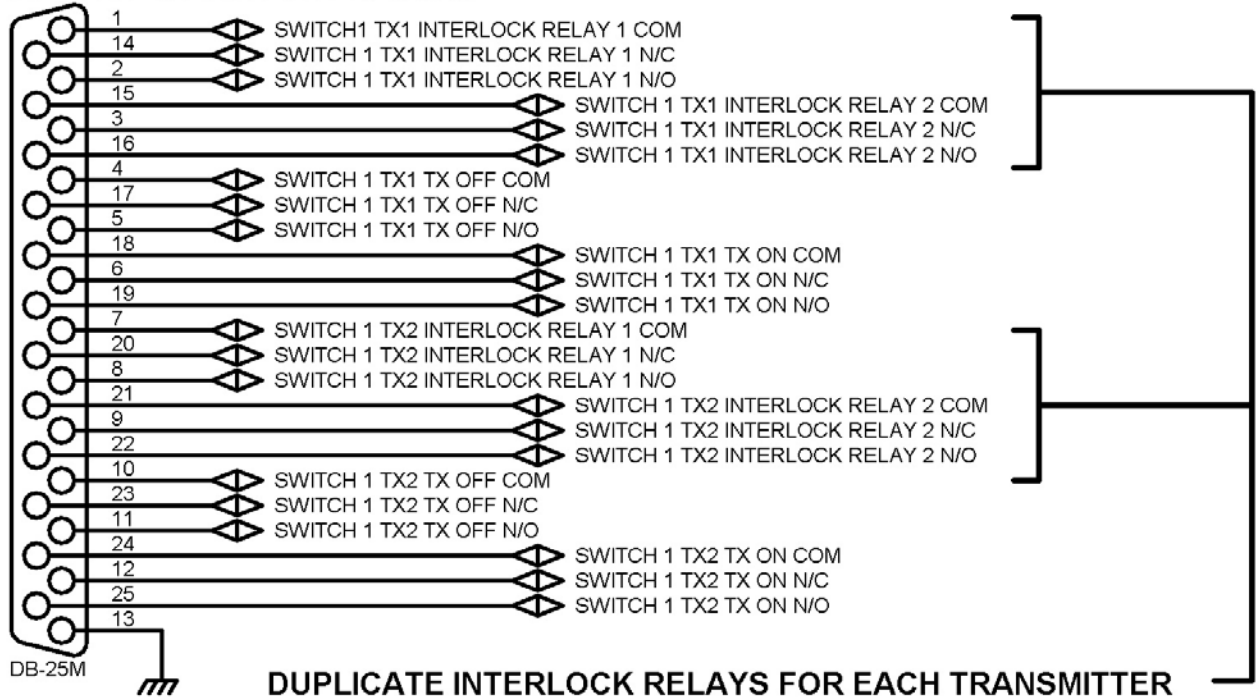 1 SWITCH1 TX1 INTERLOCK RELAY 1 COM
14 SWITCH 1 TX1 INTERLOCK RELAY 1 N/C
2 SWITCH 1 TX1 INTERLOCK RELAY 1 N/O
15 SWITCH 1 TX1 INTERLOCK RELAY 2 COM
3 SWITCH 1 TX1 INTERLOCK RELAY 2 N/C
16 SWITCH 1 TX1 INTERLOCK RELAY 2 N/O
4 SWITCH 1 TX1 TX OFF COM
17 SWITCH 1 TX1 TX OFF N/C
5 SWITCH 1 TX1 TX OFF N/O
18 SWITCH 1 TX1 TX ON COM
6 SWITCH 1 TX1 TX ON N/C
19 SWITCH 1 TX1 TX ON N/O
7 SWITCH 1 TX2 INTERLOCK RELAY 1 COM
20 SWITCH 1 TX2 INTERLOCK RELAY 1 N/C
8 SWITCH 1 TX2 INTERLOCK RELAY 1 N/O
21 SWITCH 1 TX2 INTERLOCK RELAY 2 COM
9 SWITCH 1 TX2 INTERLOCK RELAY 2 N/C
22 SWITCH 1 TX2 INTERLOCK RELAY 2 N/O
10 SWITCH 1 TX2 TX OFF COM
23 SWITCH 1 TX2 TX OFF N/C
11 SWITCH 1 TX2 TX OFF N/O
24 SWITCH 1 TX2 TX ON COM
12 SWITCH 1 TX2 TX ON N/C
25 SWITCH 1 TX2 TX ON N/O
13
DB-25M
DUPLICATE INTERLOCK RELAYS FOR EACH TRANSMITTER